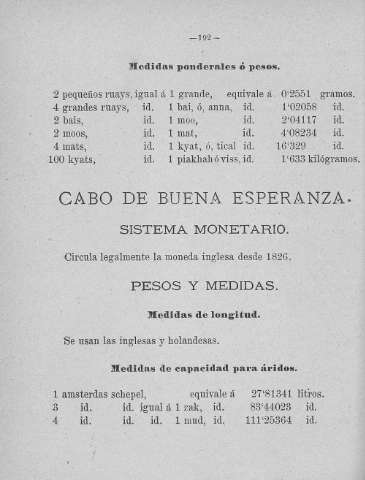 —192—
Medidas ponderales ó pesos.
2 pequeños ruays, igual á 1 grande, equivale á 0'2551 gramos.
4 grandes ruays, id. 1 bai, ó, anna, id. 1'02058 id.
2 bais, id. 1 moo, id. 2'04117 id.
2 moos, id. 1 mat, id. 4'08234 id.
4 mats, id. 1 kyat, ó, tical id. 16'329 id.
100 kyats, id. 1 piakhah ó viss, id. 1'633 kilógramos.
CABO DE BUENA ESPERANZA.
SISTEMA MONETARIO.
Circula legalmente la moneda inglesa desde 1826.
PESOS Y MEDIDAS.
Medidas de longitud.
Se usan las inglesas y holandesas.
Medidas de capacidad para áridos.
1 amsterdas schepel, equivale á 27'81341 litros.
3 id. id. igual á 1 zak, id. 83'44023 id.
4 id. id. id. 1 mud, id. 111'25364 id.